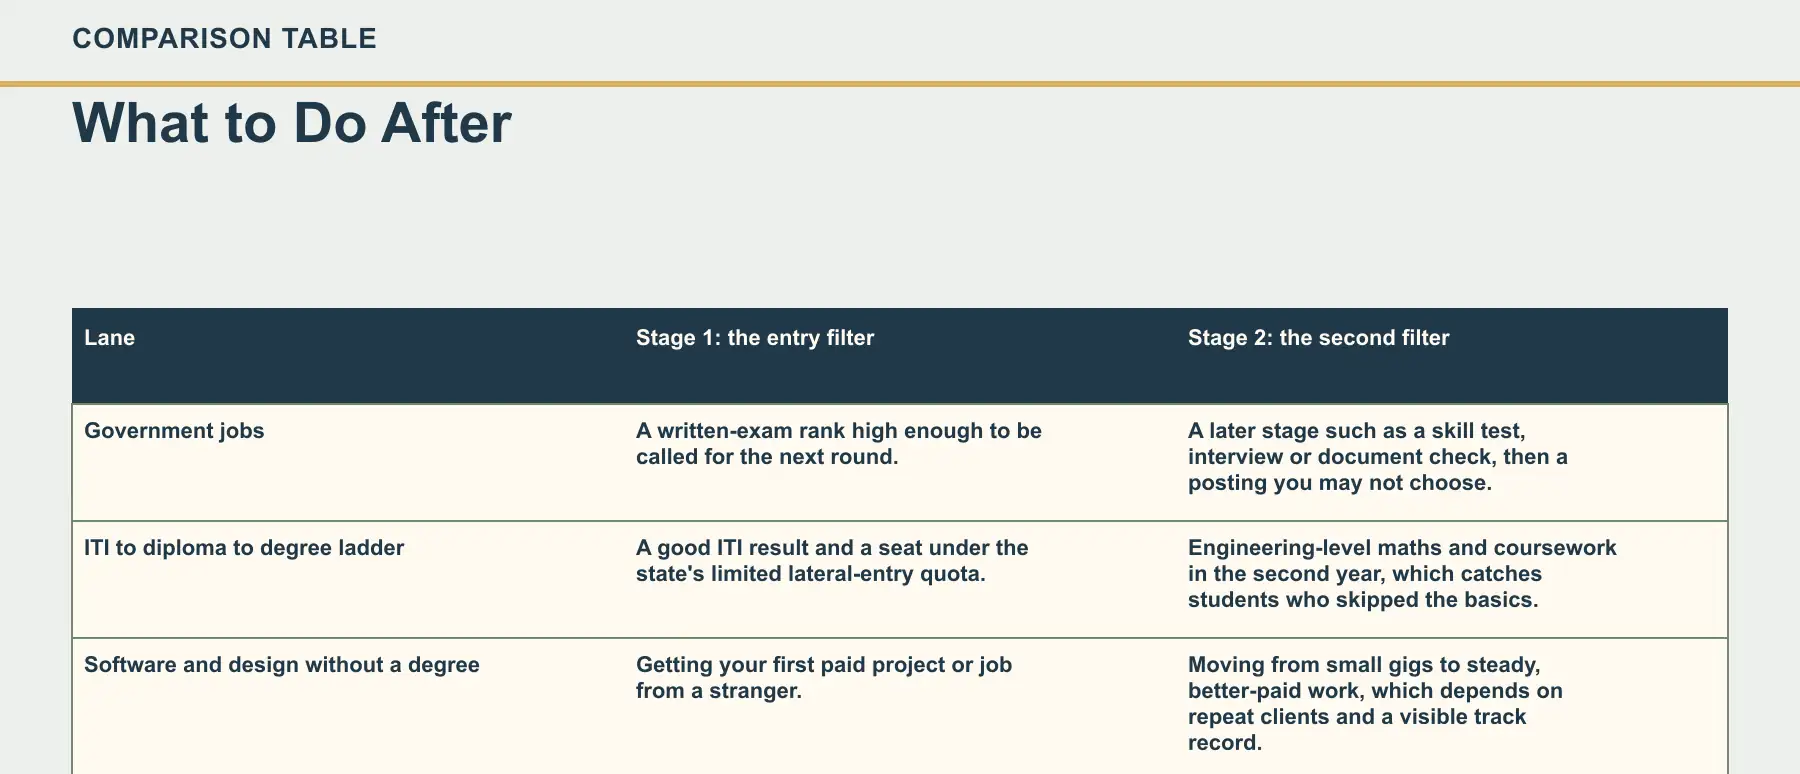 COMPARISON TABLE
What to Do After
Lane
Stage 1: the entry filter
Stage 2: the second filter
Government jobs
A written-exam rank high enough to be
called for the next round.
A later stage such as a skill test,
interview or document check, then a
posting you may not choose.
ITI to diploma to degree ladder
A good ITI result and a seat under the
state's limited lateral-entry quota.
Engineering-level maths and coursework
in the second year, which catches
students who skipped the basics.
Software and design without a degree
Getting your first paid project or job
from a stranger.
Moving from small gigs to steady,
better-paid work, which depends on
repeat clients and a visible track
record.